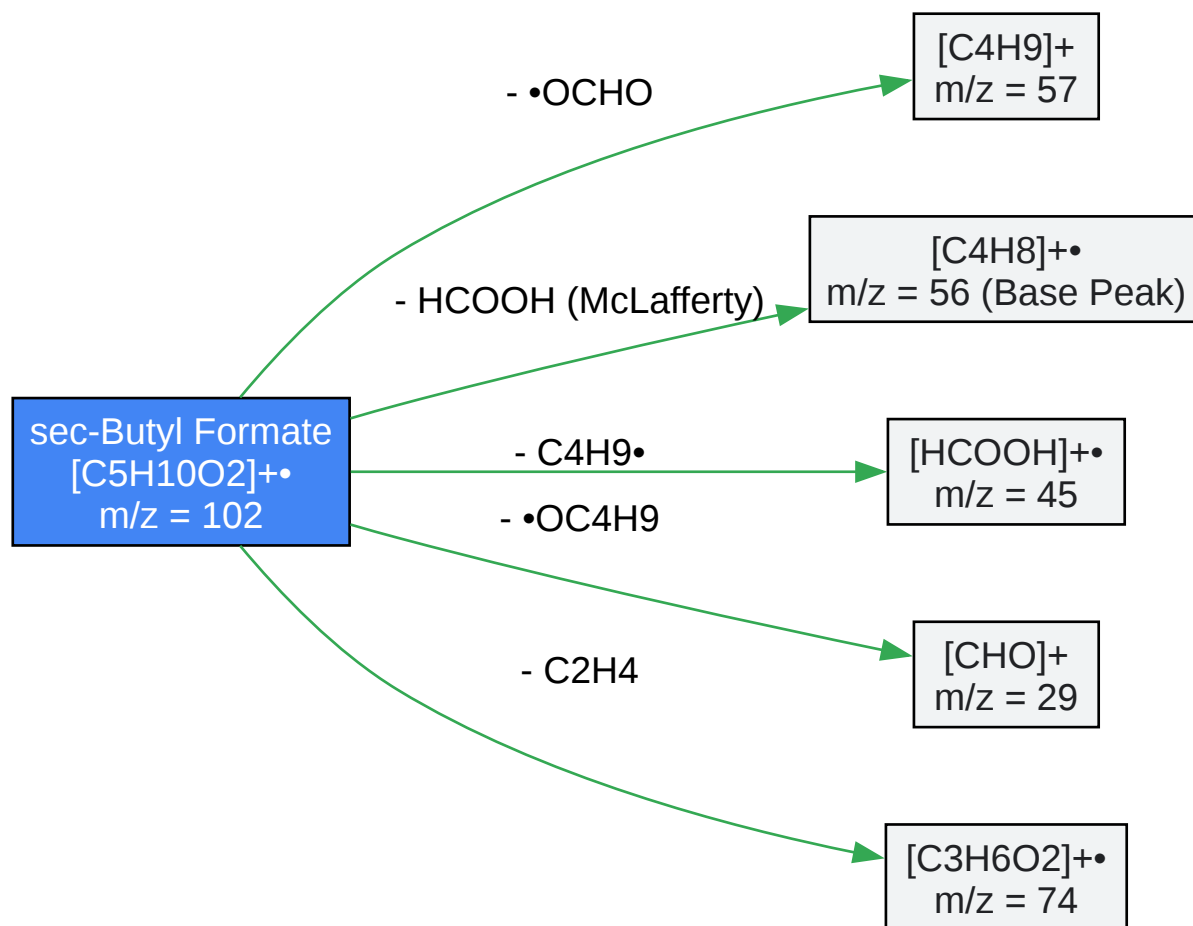 [C4H9]+
m/z = 57
- •OCHO
[C4H8]+•
m/z = 56 (Base Peak)
- HCOOH (McLafferty)
sec-Butyl Formate
[C5H10O2]+•
m/z = 102
- C4H9•
[HCOOH]+•
m/z = 45
- •OC4H9
[CHO]+
m/z = 29
- C2H4
[C3H6O2]+•
m/z = 74